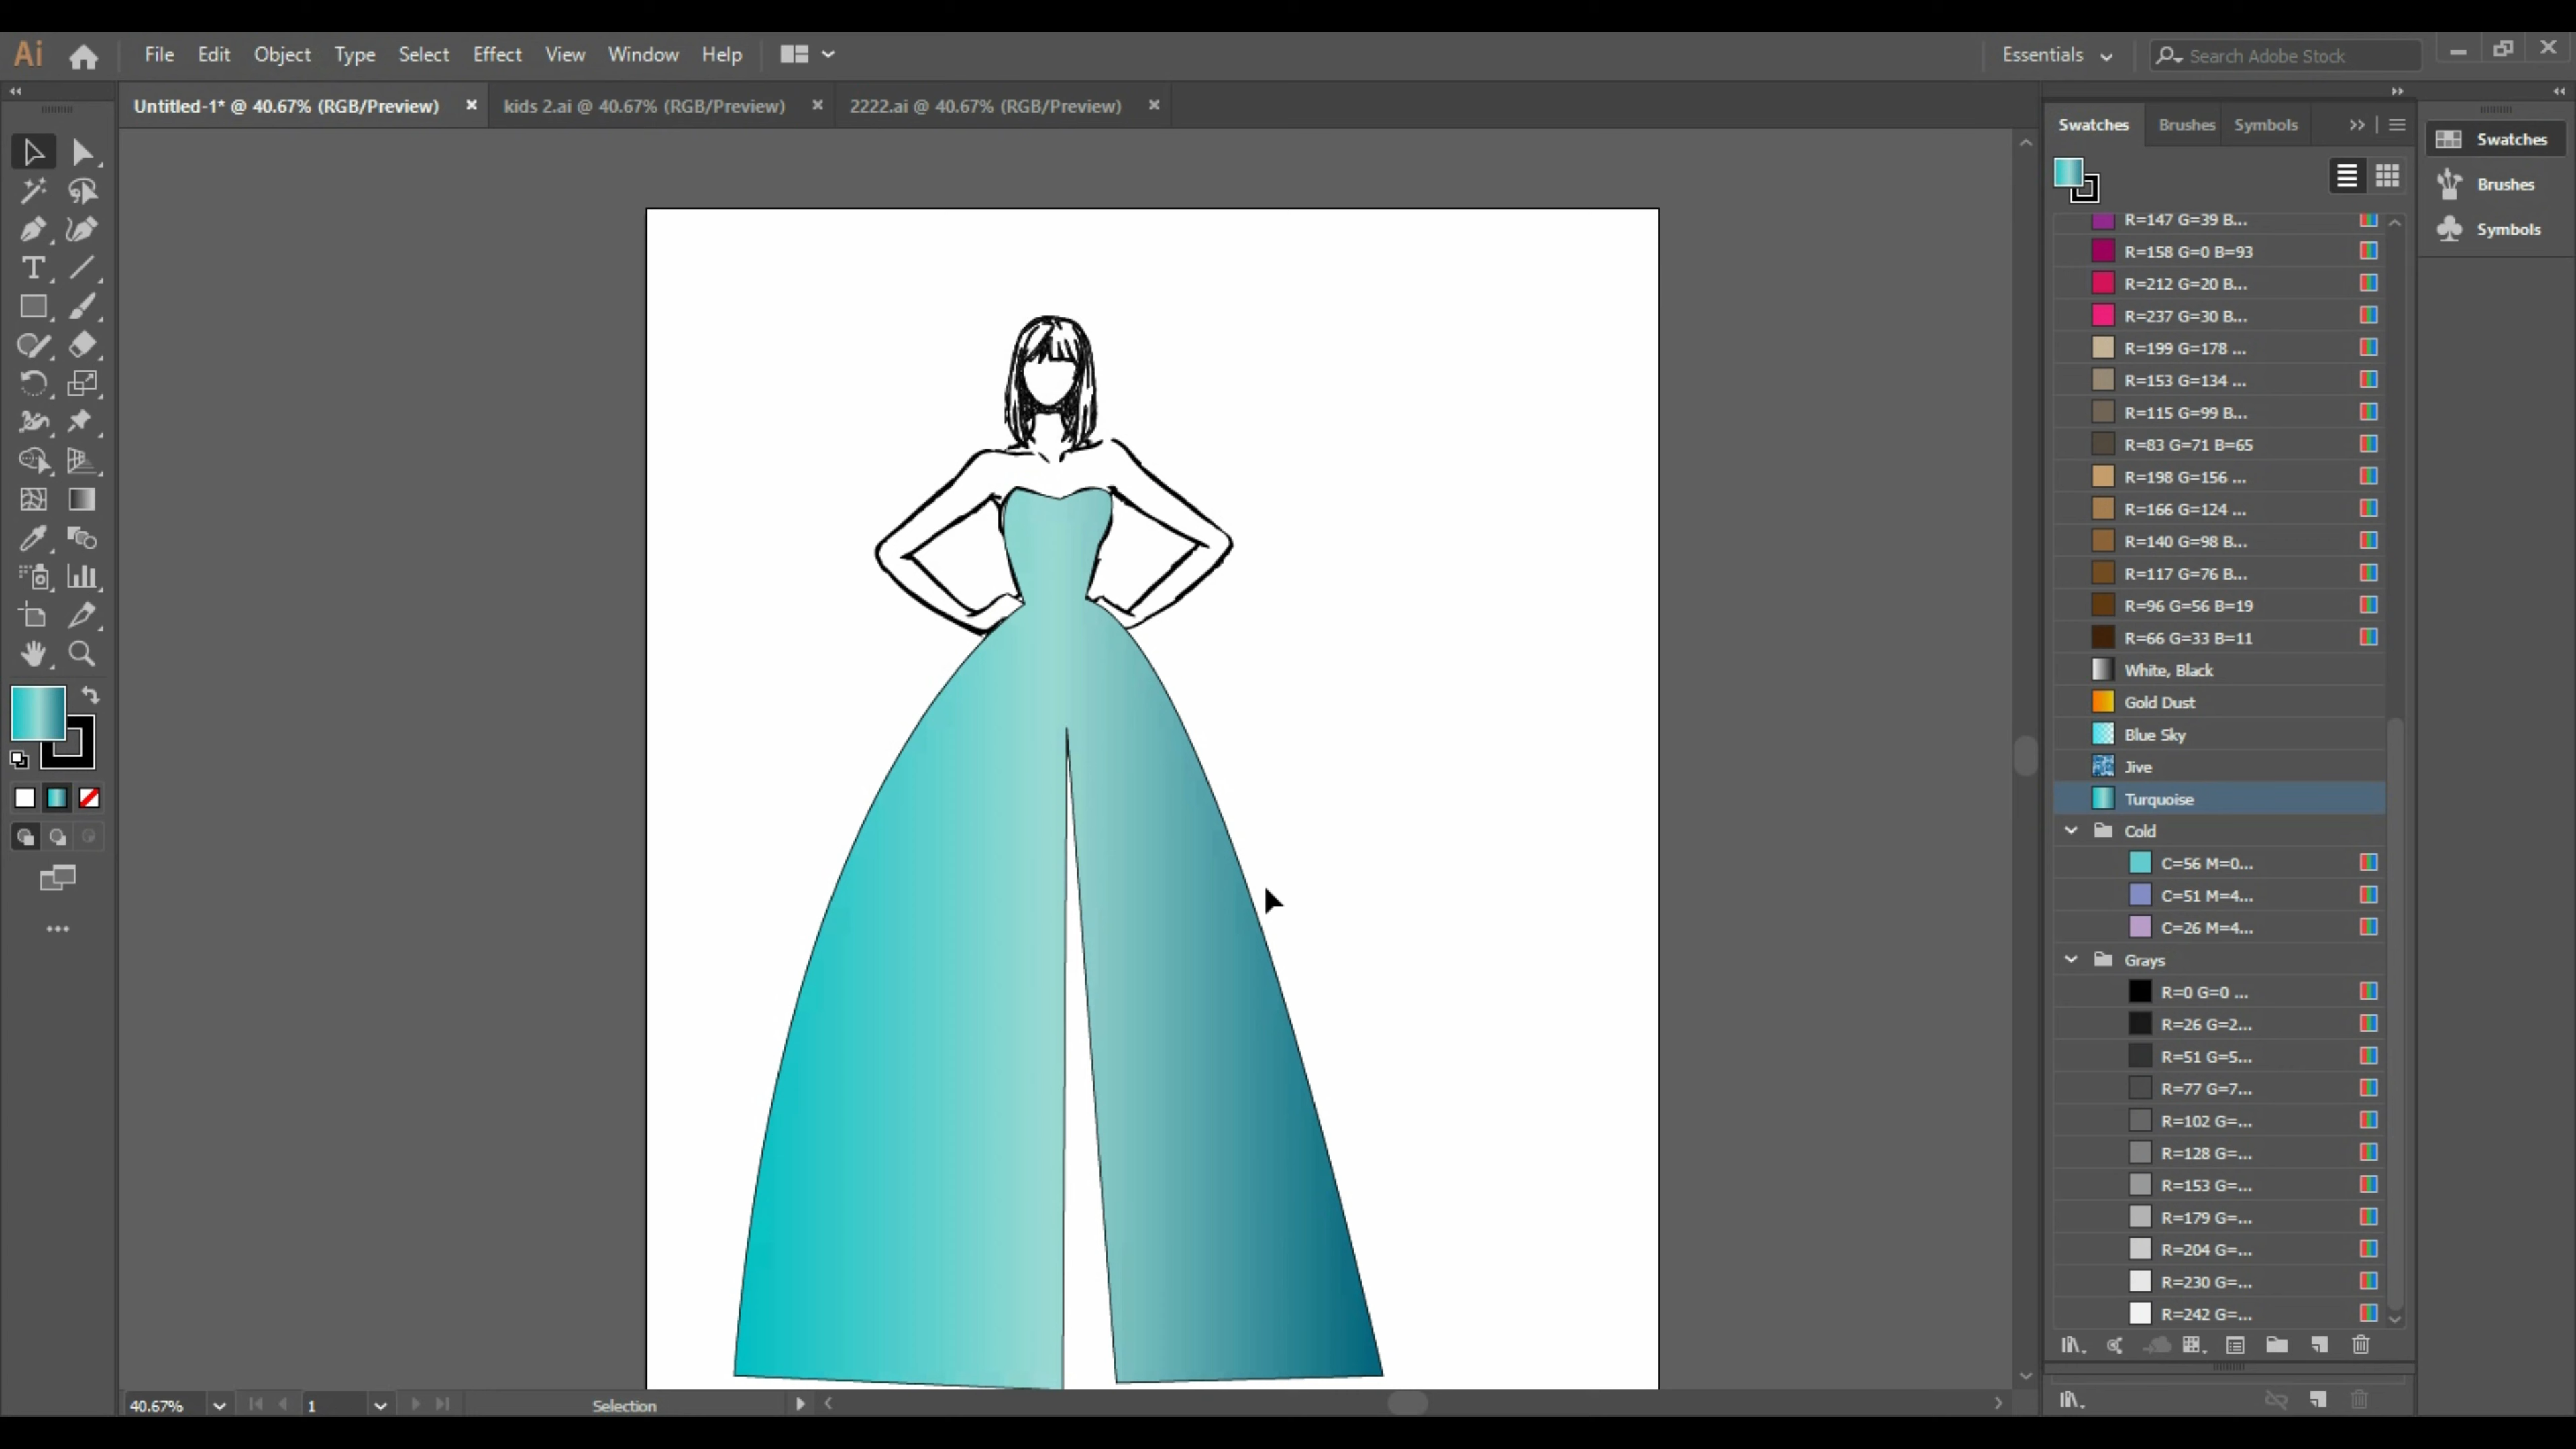 Ai File Edit Object Type Select Effect View Window Help Essentials Search Adobe Stock
Untitled-1* @ 40.67% (RGB/Preview) kids 2.ai @ 40.67% (RGB/Preview) 2222.ai @ 40.67% (RGB/Preview)
Swatches Brushes Symbols
Swatches
Brushes
Symbols
R=147 G=39 B...
R=158 G=0 B=93
R=212 G=20 B...
R=237 G=30 B...
R=199 G=178 ...
R=153 G=134 ...
R=115 G=99 B...
R=83 G=71 B=65
R=198 G=156 ...
R=166 G=124 ...
R=140 G=98 B...
R=117 G=76 B...
R=96 G=56 B=19
R=66 G=33 B=11
White, Black
Gold Dust
Blue Sky
Jive
Turquoise
Cold
C=56 M=0...
C=51 M=4...
C=26 M=4...
Grays
R=0 G=0 ...
R=26 G=2...
R=51 G=5...
R=77 G=7...
R=102 G=...
R=128 G=...
R=153 G=...
R=179 G=...
R=204 G=...
R=230 G=...
R=242 G=...
40.67% 1 Selection